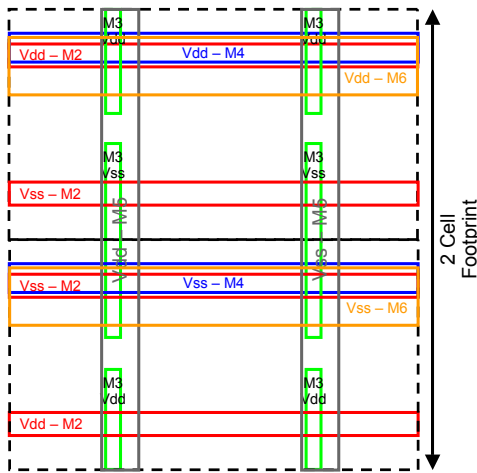 M3
Vdd
M3
Vdd
Vdd – M2
Vdd – M4
Vdd – M6
M3
Vss
M3
Vss
Vss – M2
Vdd – M5
Vss – M5
2 Cell
Footprint
Vss – M2
Vss – M4
Vss – M6
M3
Vdd
M3
Vdd
Vdd – M2